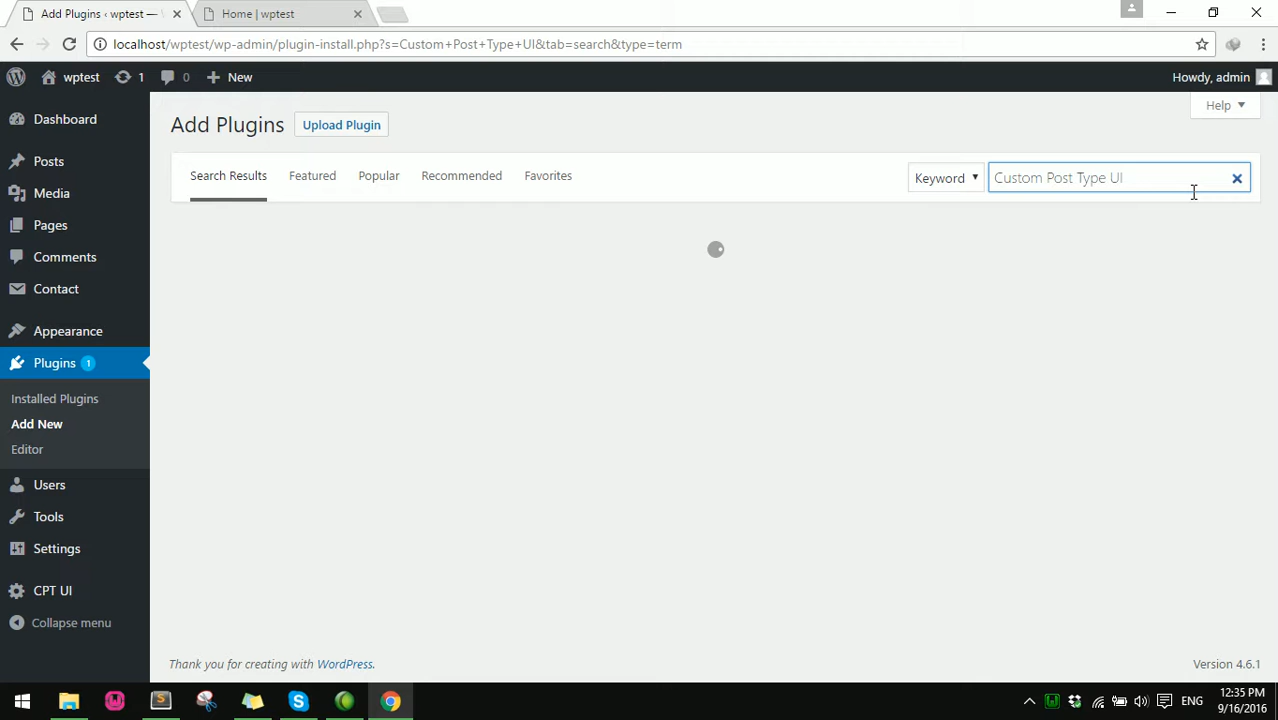 Add Plugins ‹ wptest —
Home | wptest
localhost/wptest/wp-admin/plugin-install.php?s=Custom+Post+Type+UI&tab=search&type=term
wptest
1
0
New
Howdy, admin
Help
Dashboard
Posts
Media
Pages
Comments
Contact
Appearance
Plugins 1
Installed Plugins
Add New
Editor
Users
Tools
Settings
CPT UI
Collapse menu
Add Plugins
Upload Plugin
Search Results
Featured
Popular
Recommended
Favorites
Keyword
Custom Post Type UI
Thank you for creating with WordPress.
Version 4.6.1
ENG
12:35 PM
9/16/2016